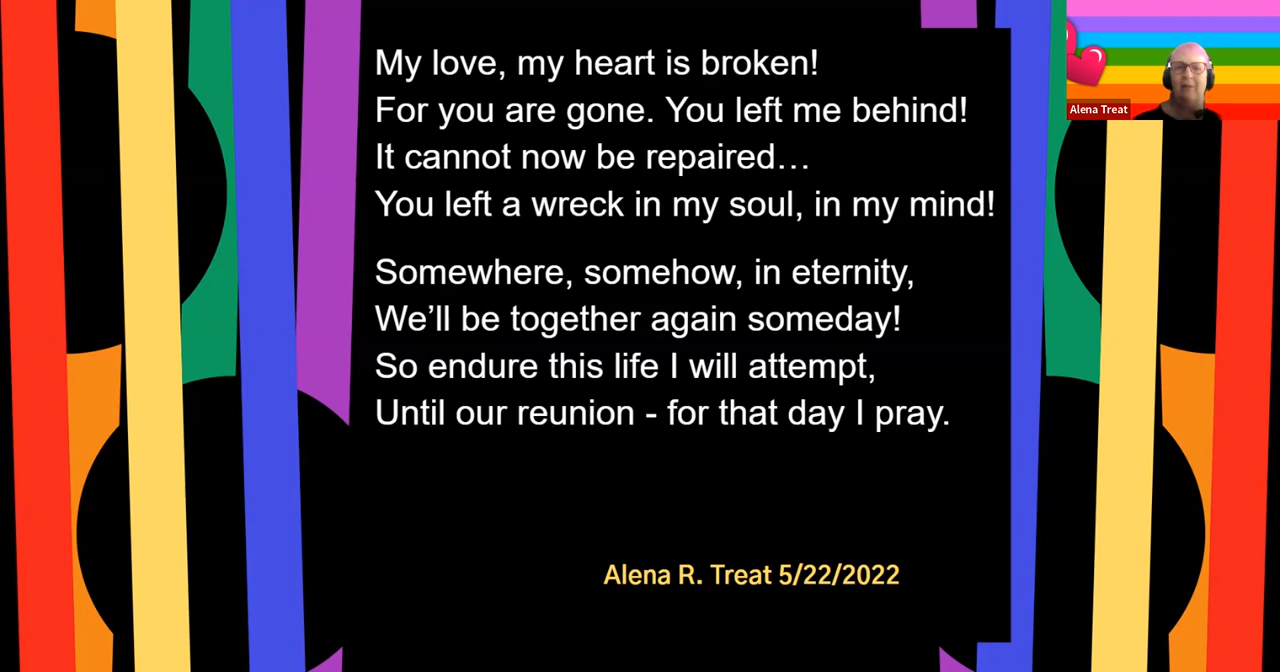 My love, my heart is broken!
For you are gone. You left me behind!
It cannot now be repaired…
You left a wreck in my soul, in my mind!
Somewhere, somehow, in eternity,
We’ll be together again someday!
So endure this life I will attempt,
Until our reunion - for that day I pray.
Alena R. Treat 5/22/2022
Alena Treat